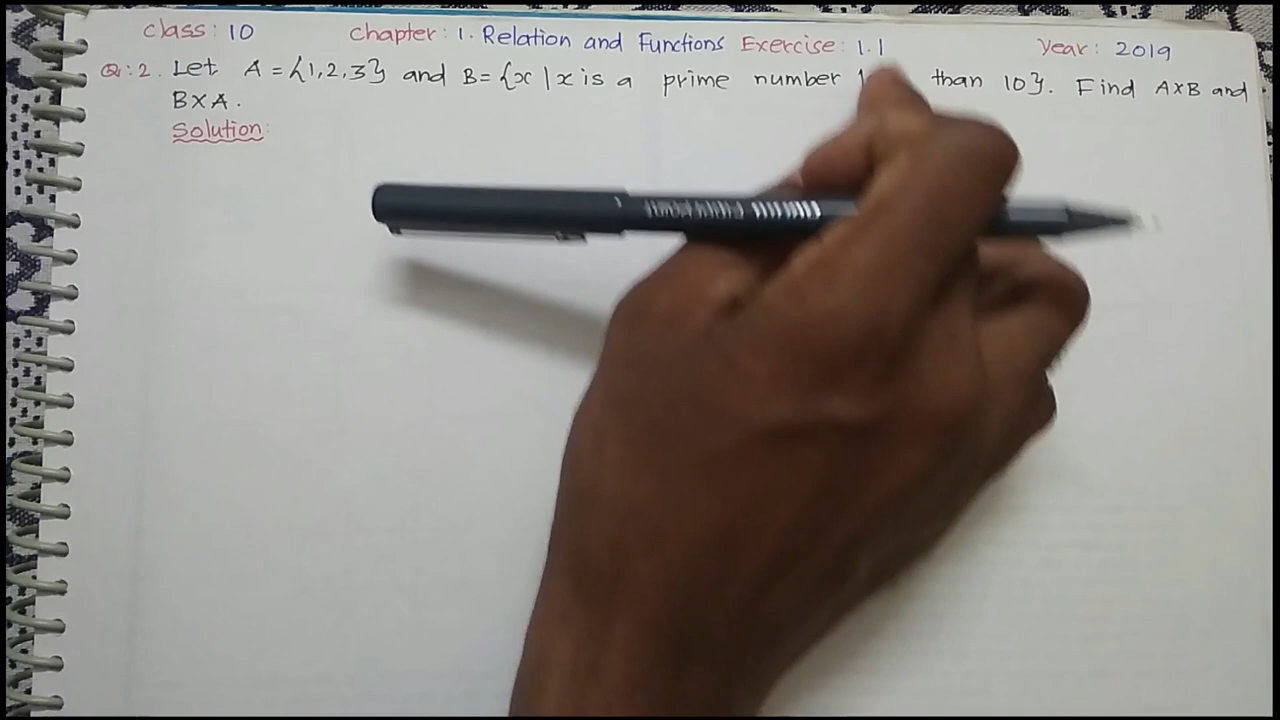 class: 10 chapter: 1. Relation and Functions Exercise: 1.1 Year: 2019
Q: 2. Let A = {1,2,3} and B = {x | x is a prime number than 10}. Find A×B and
B×A.
Solution: